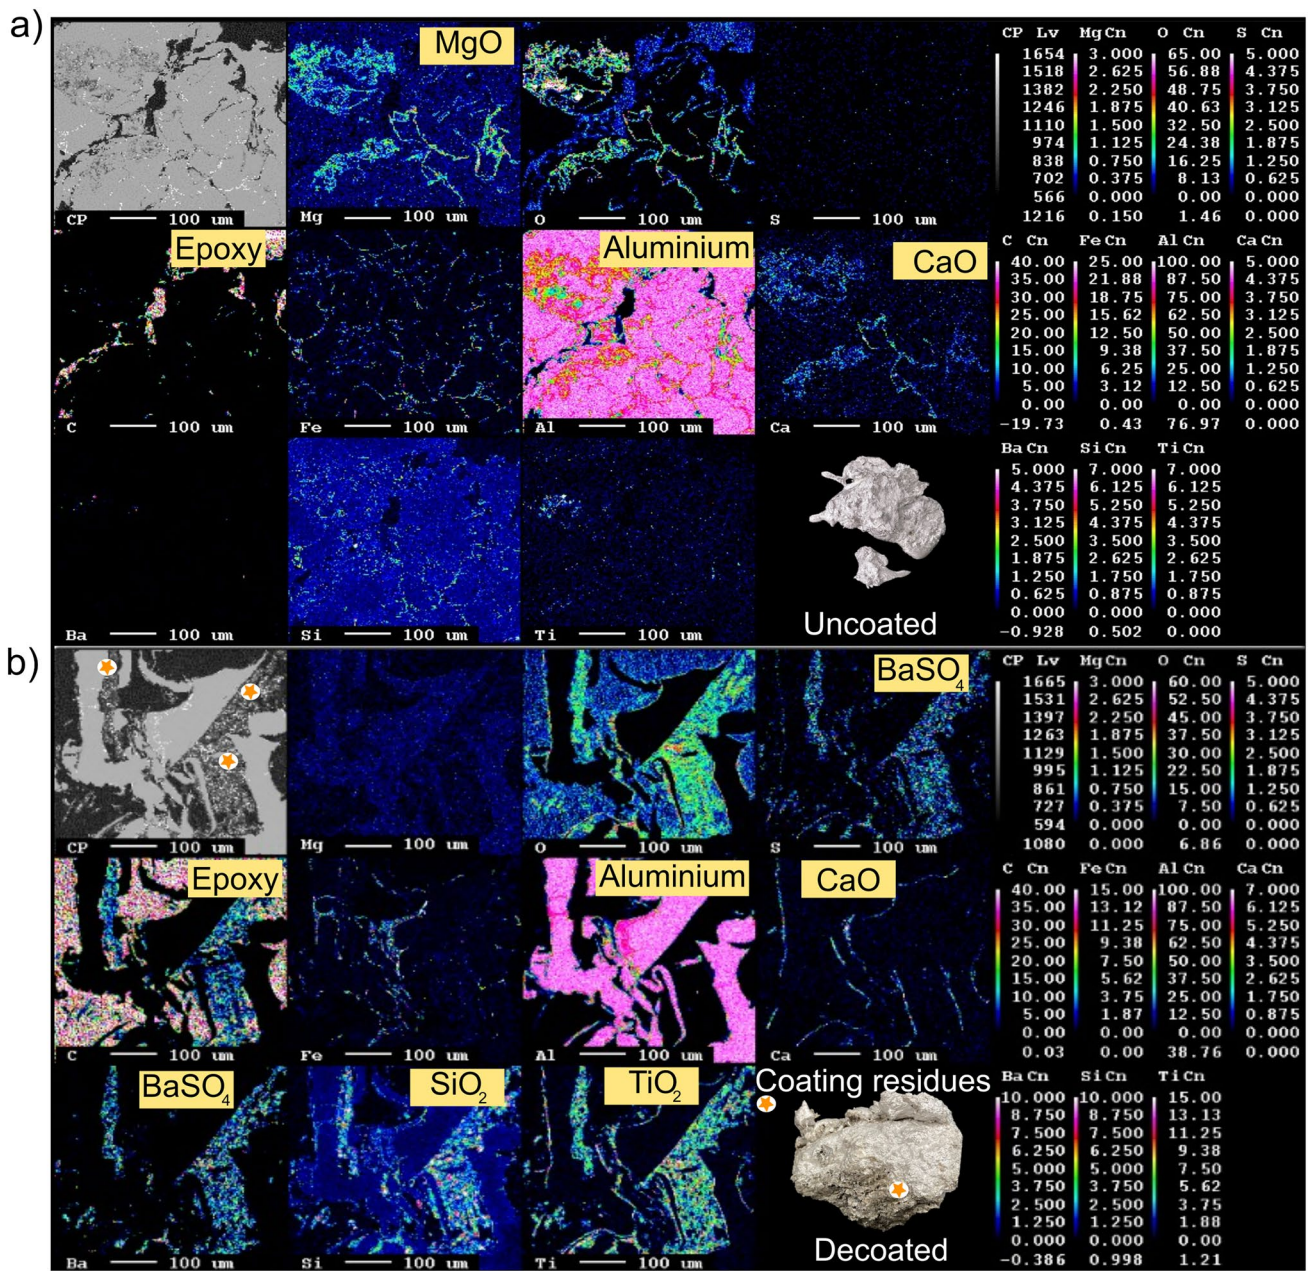 a)
MgO
CP 100 um
Mg 100 um
O 100 um
S 100 um
CP Lv Mg Cn O Cn S Cn
1654 3.000 65.00 5.000
1518 2.625 56.88 4.375
1382 2.250 48.75 3.750
1246 1.875 40.63 3.125
1110 1.500 32.50 2.500
974 1.125 24.38 1.875
838 0.750 16.25 1.250
702 0.375 8.13 0.625
566 0.000 0.00 0.000
1216 0.150 1.46 0.000
Epoxy
Aluminium
CaO
C 100 um
Fe 100 um
Al 100 um
Ca 100 um
C Cn Fe Cn Al Cn Ca Cn
40.00 25.00 100.00 5.000
35.00 21.88 87.50 4.375
30.00 18.75 75.00 3.750
25.00 15.62 62.50 3.125
20.00 12.50 50.00 2.500
15.00 9.38 37.50 1.875
10.00 6.25 25.00 1.250
5.00 3.12 12.50 0.625
0.00 0.00 0.00 0.000
-19.73 0.43 76.97 0.000
Ba 100 um
Si 100 um
Ti 100 um
Uncoated
Ba Cn Si Cn Ti Cn
5.000 7.000 7.000
4.375 6.125 6.125
3.750 5.250 5.250
3.125 4.375 4.375
2.500 3.500 3.500
1.875 2.625 2.625
1.250 1.750 1.750
0.625 0.875 0.875
0.000 0.000 0.000
-0.928 0.502 0.000
b)
BaSO4
CP 100 um
Mg 100 um
O 100 um
S 100 um
CP Lv Mg Cn O Cn S Cn
1665 3.000 60.00 5.000
1531 2.625 52.50 4.375
1397 2.250 45.00 3.750
1263 1.875 37.50 3.125
1129 1.500 30.00 2.500
995 1.125 22.50 1.875
861 0.750 15.00 1.250
727 0.375 7.50 0.625
594 0.000 0.00 0.000
1080 0.000 6.86 0.000
Epoxy
Aluminium
CaO
C 100 um
Fe 100 um
Al 100 um
Ca 100 um
C Cn Fe Cn Al Cn Ca Cn
40.00 15.00 100.00 7.000
35.00 13.12 87.50 6.125
30.00 11.25 75.00 5.250
25.00 9.38 62.50 4.375
20.00 7.50 50.00 3.500
15.00 5.62 37.50 2.625
10.00 3.75 25.00 1.750
5.00 1.87 12.50 0.875
0.00 0.00 0.00 0.000
0.03 0.00 38.76 0.000
BaSO4
SiO2
TiO2
Coating residues
Ba 100 um
Si 100 um
Ti 100 um
Decoated
Ba Cn Si Cn Ti Cn
10.000 10.000 15.00
8.750 8.750 13.13
7.500 7.500 11.25
6.250 6.250 9.38
5.000 5.000 7.50
3.750 3.750 5.62
2.500 2.500 3.75
1.250 1.250 1.88
0.000 0.000 0.00
-0.386 0.998 1.21